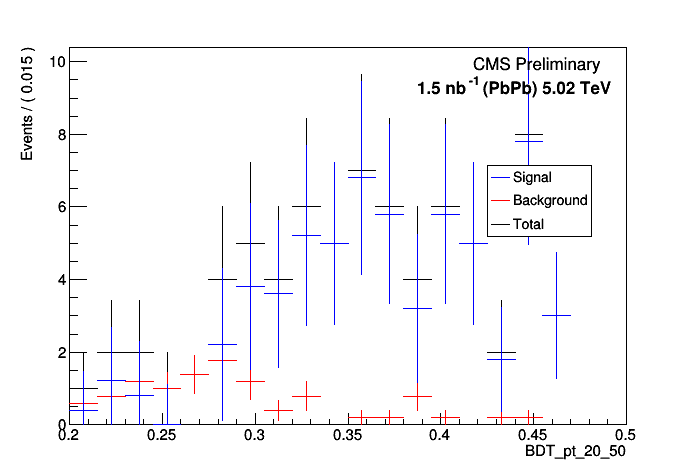 CMS Preliminary
1.5 nb-1 (PbPb) 5.02 TeV
Events / ( 0.015 )
10
8
6
4
2
0
Signal
Background
Total
0.2 0.25 0.3 0.35 0.4 0.45 0.5
BDT_pt_20_50